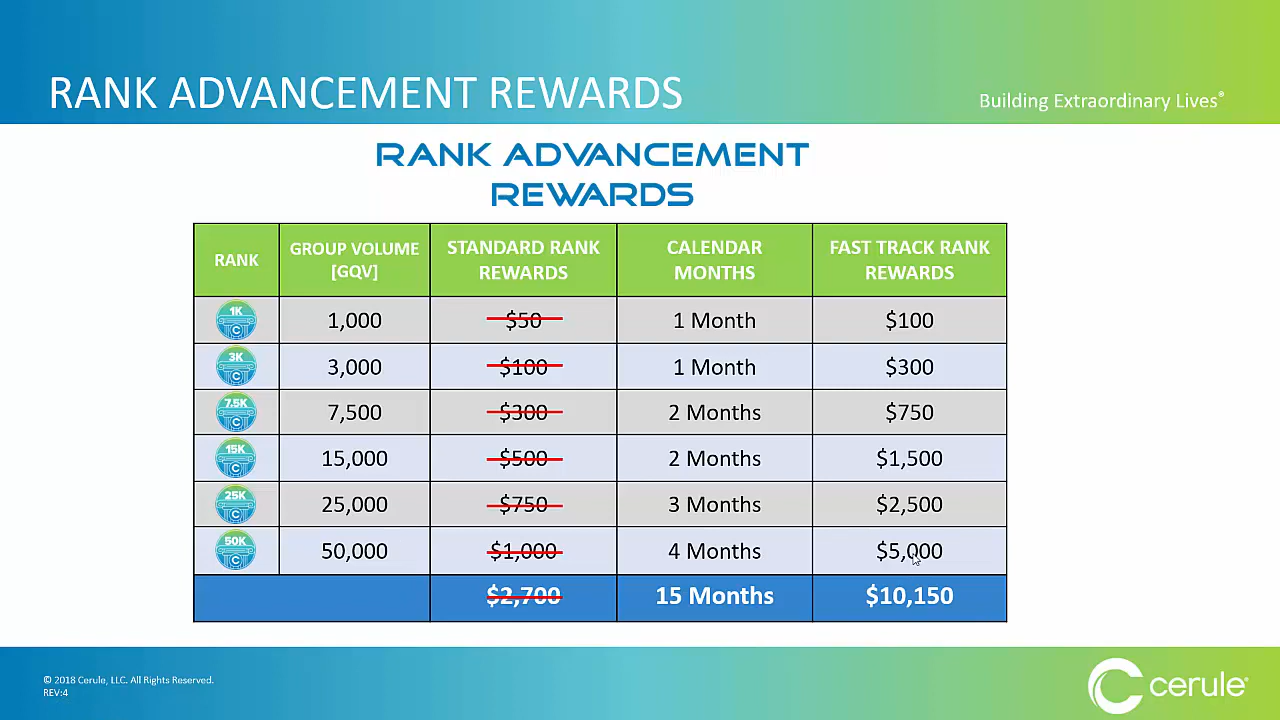 RANK ADVANCEMENT REWARDS
Building Extraordinary Lives®
RANK ADVANCEMENT
REWARDS
RANK
GROUP VOLUME
[GQV]
STANDARD RANK
REWARDS
CALENDAR
MONTHS
FAST TRACK RANK
REWARDS
1K C 1,000 $50 1 Month $100
3K C 3,000 $100 1 Month $300
7.5K C 7,500 $300 2 Months $750
15K C 15,000 $500 2 Months $1,500
25K C 25,000 $750 3 Months $2,500
50K C 50,000 $1,000 4 Months $5,000
$2,700 15 Months $10,150
© 2018 Cerule, LLC. All Rights Reserved.
REV:4
cerule®